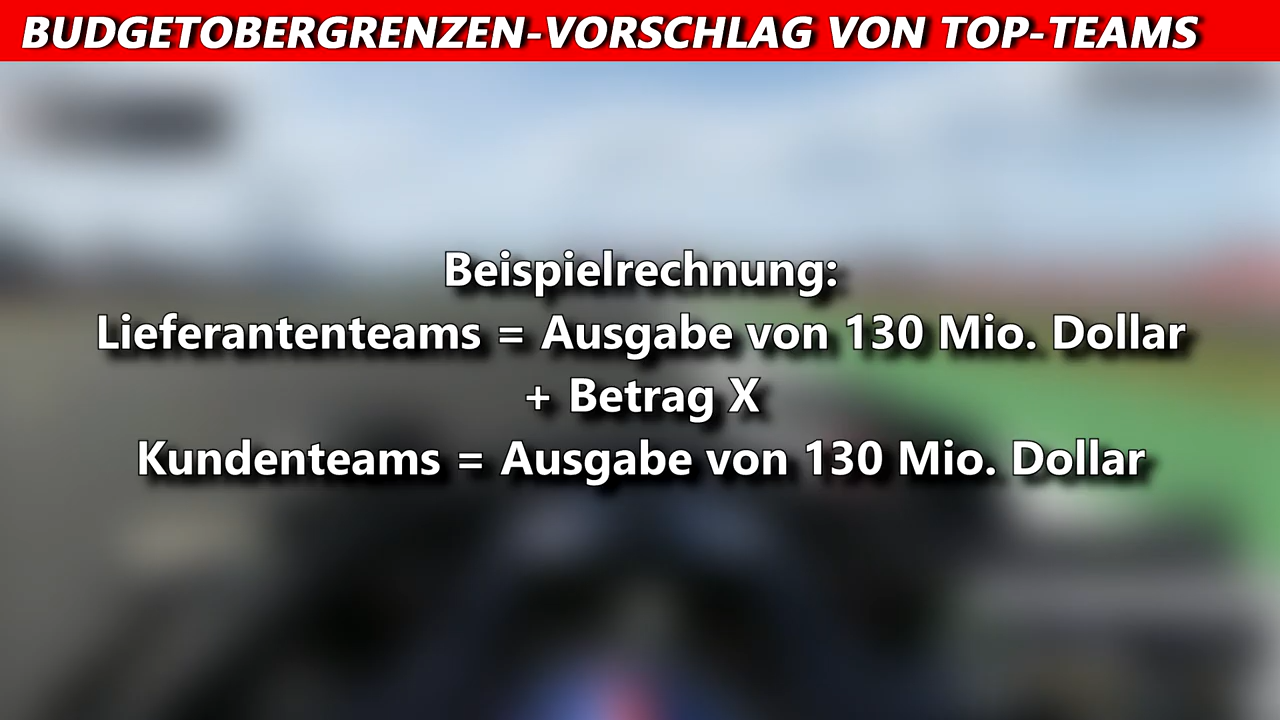 BUDGETOBERGRENZEN-VORSCHLAG VON TOP-TEAMS
Beispielrechnung:
Lieferantenteams = Ausgabe von 130 Mio. Dollar
+ Betrag X
Kundenteams = Ausgabe von 130 Mio. Dollar